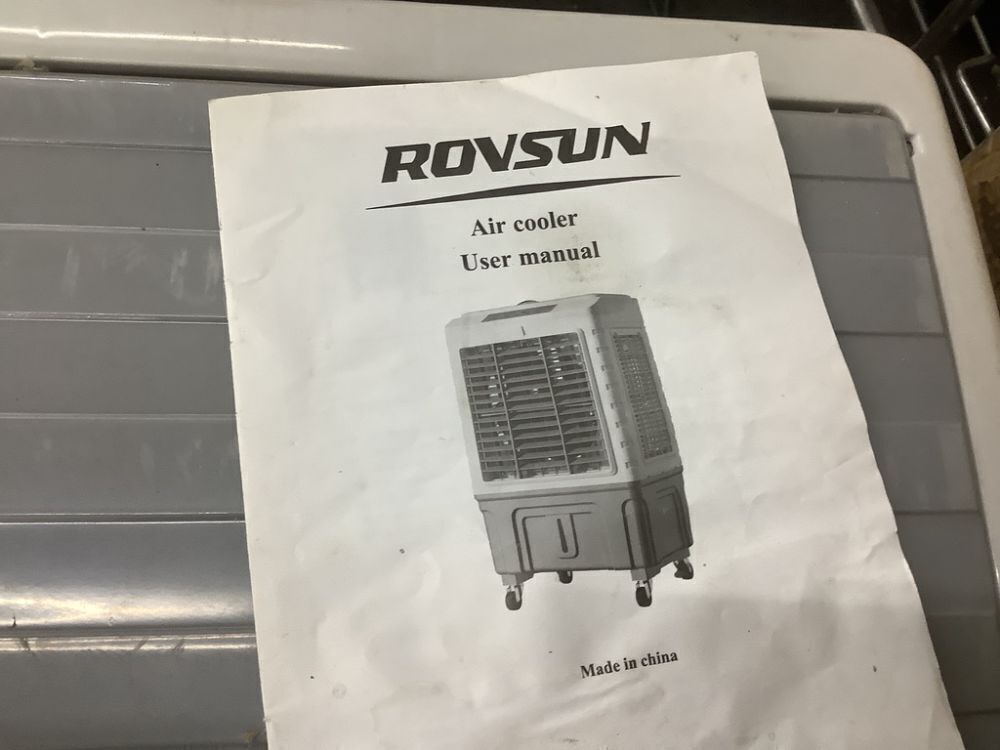 ROVSUN
Air cooler
User manual
Made in china